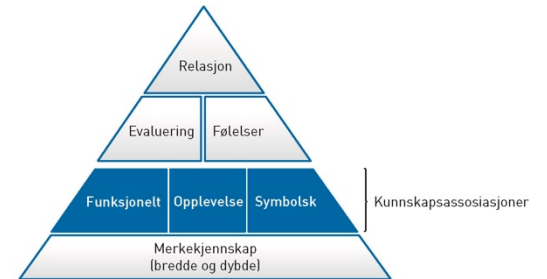 Relasjon
Evaluering
Følelser
Funksjonelt
Opplevelse
Symbolsk
Kunnskapsassosiasjoner
Merkekjennskap
(bredde og dybde)